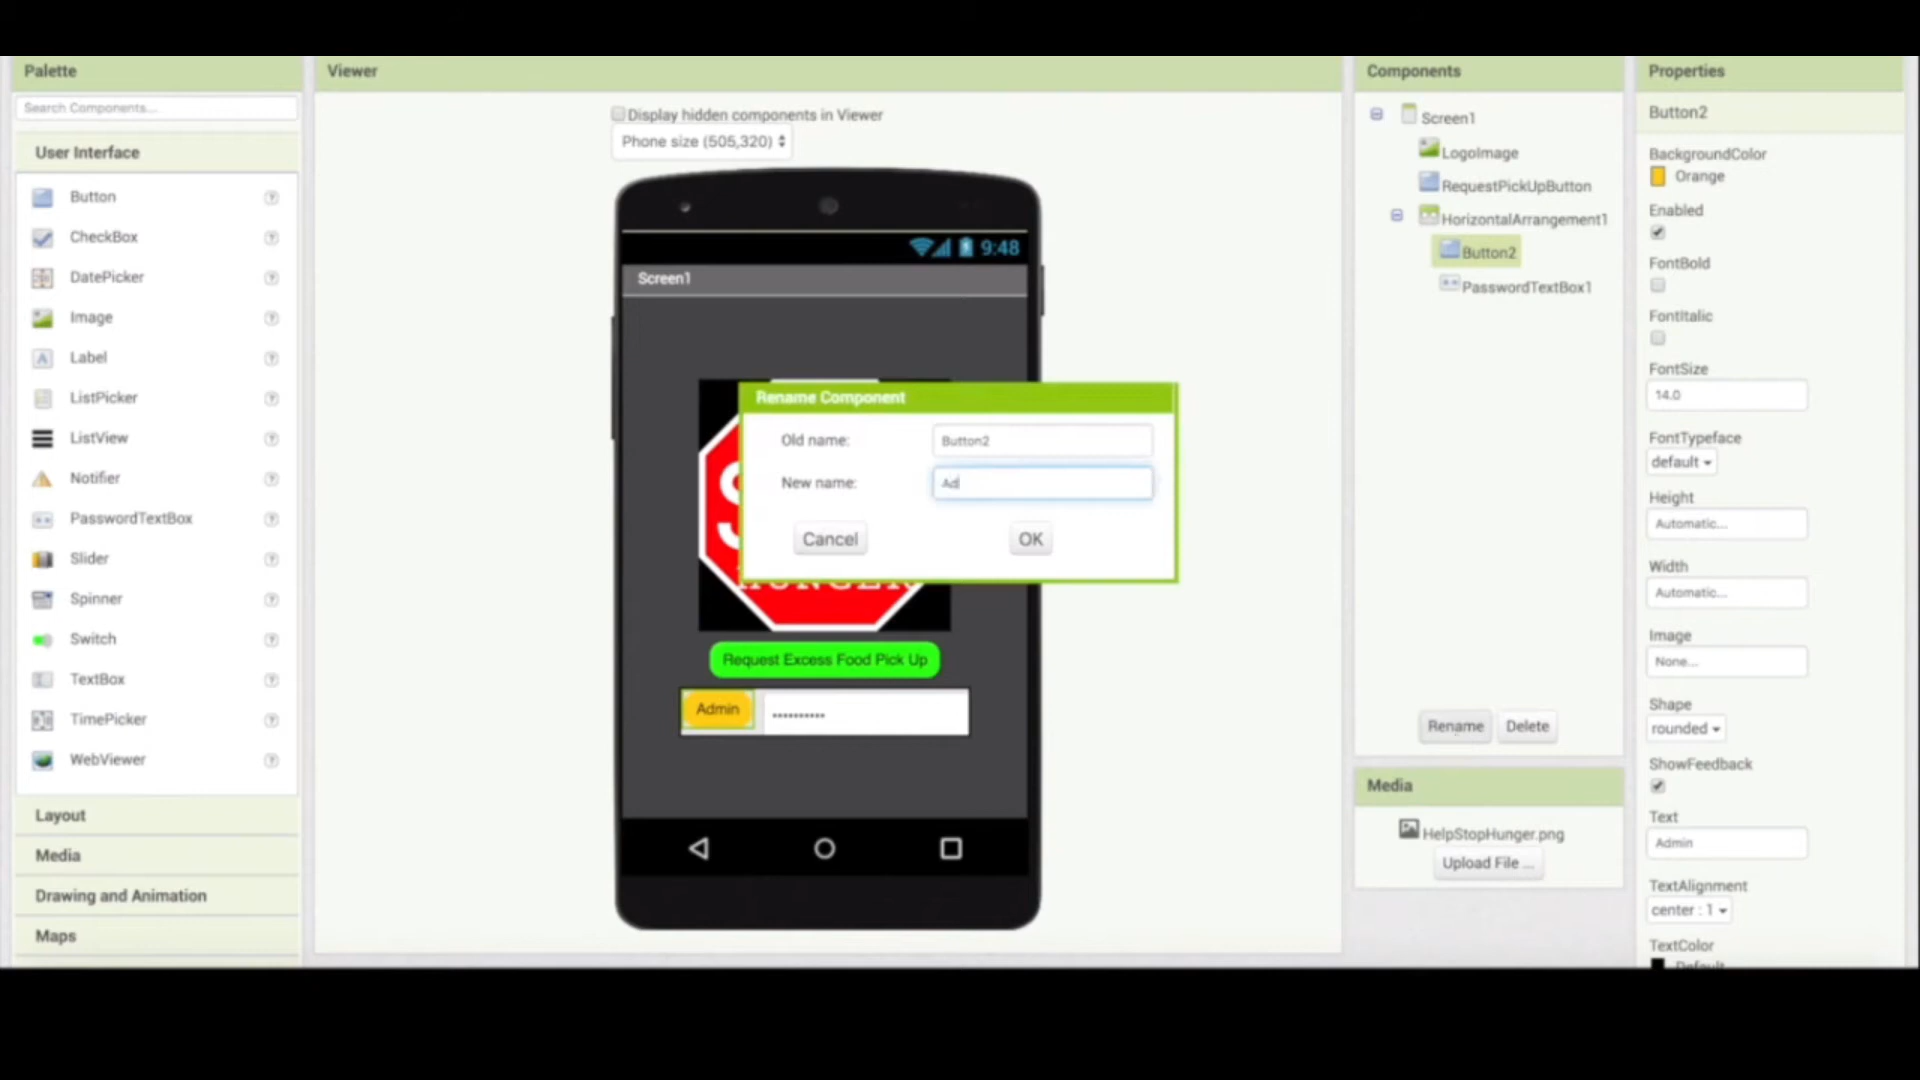 Palette
Search Components...
User Interface
Button
CheckBox
DatePicker
Image
Label
ListPicker
ListView
Notifier
PasswordTextBox
Slider
Spinner
Switch
TextBox
TimePicker
WebViewer
Layout
Media
Drawing and Animation
Maps
Viewer
Display hidden components in Viewer
Phone size (505,320)
9:48
Screen1
Rename Component
Old name:
Button2
New name:
Ad
Cancel
OK
HUNGER
Request Excess Food Pick Up
Admin
Components
Screen1
LogoImage
RequestPickUpButton
HorizontalArrangement1
Button2
PasswordTextBox1
Rename
Delete
Media
HelpStopHunger.png
Upload File ...
Properties
Button2
BackgroundColor
Orange
Enabled
FontBold
FontItalic
FontSize
14.0
FontTypeface
default
Height
Automatic...
Width
Automatic...
Image
None...
Shape
rounded
ShowFeedback
Text
Admin
TextAlignment
center : 1
TextColor
Default